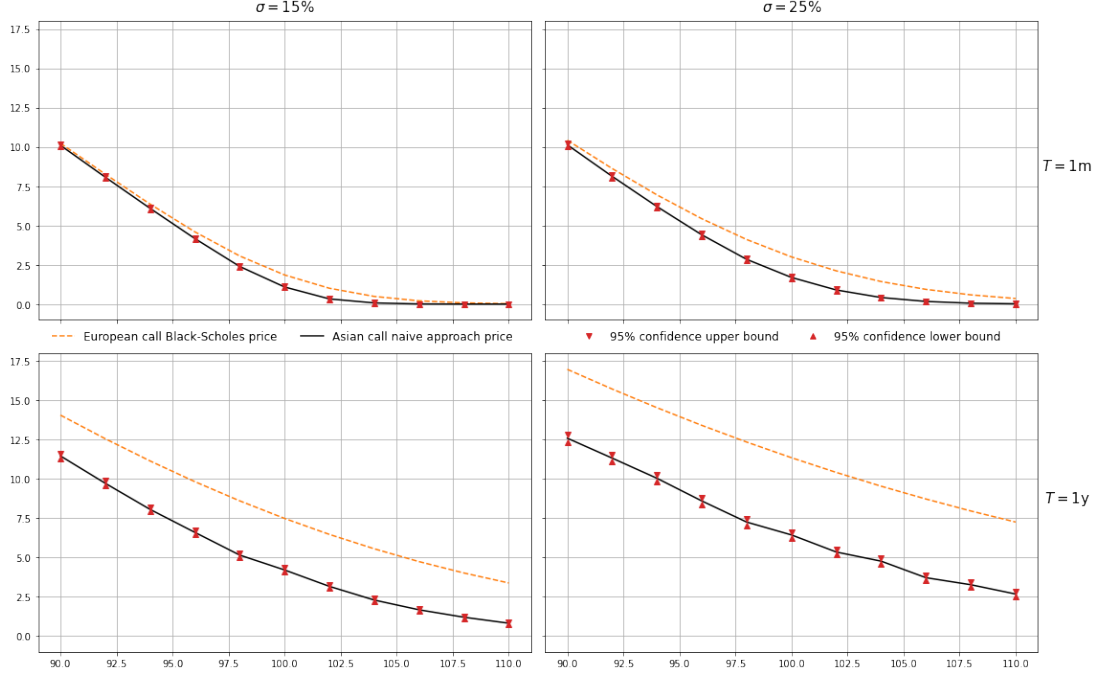 σ = 15%
σ = 25%
17.5
15.0
12.5
10.0
7.5
5.0
2.5
0.0
T = 1m
European call Black-Scholes price
Asian call naive approach price
95% confidence upper bound
95% confidence lower bound
17.5
15.0
12.5
10.0
7.5
5.0
2.5
0.0
T = 1y
90.0 92.5 95.0 97.5 100.0 102.5 105.0 107.5 110.0
90.0 92.5 95.0 97.5 100.0 102.5 105.0 107.5 110.0